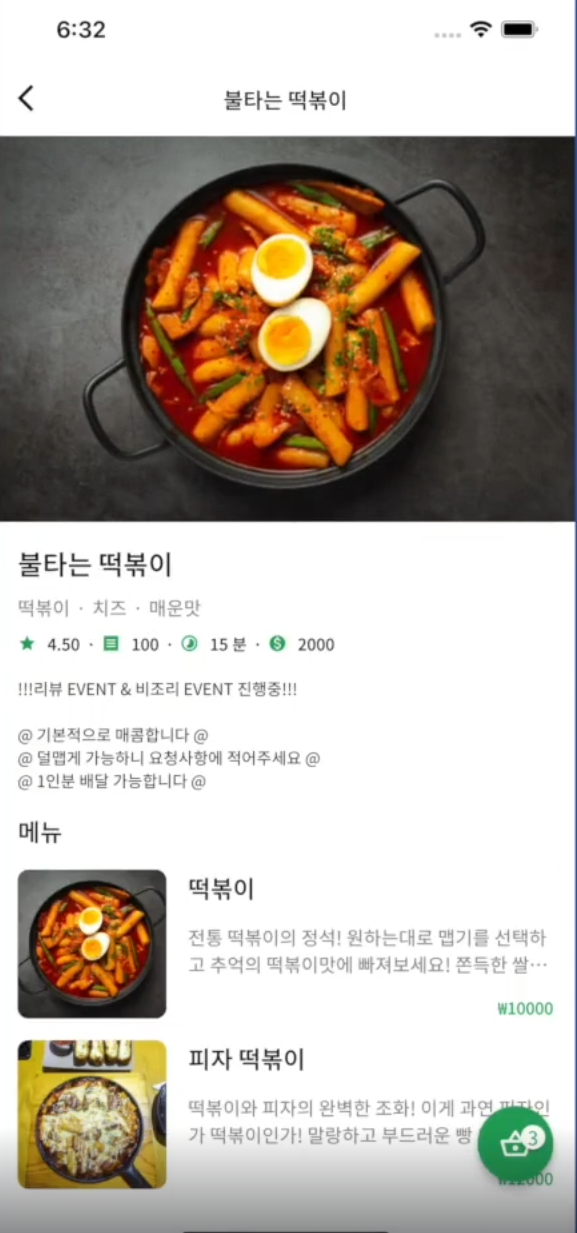 6:32
불타는 떡볶이
불타는 떡볶이
떡볶이 · 치즈 · 매운맛
4.50 · 100 · 15 분 · 2000
!!!리뷰 EVENT & 비조리 EVENT 진행중!!!
@ 기본적으로 매콤합니다 @
@ 덜맵게 가능하니 요청사항에 적어주세요 @
@ 1인분 배달 가능합니다 @
메뉴
떡볶이
전통 떡볶이의 정석! 원하는대로 맵기를 선택하
고 추억의 떡볶이맛에 빠져보세요! 쫀득한 쌀…
₩10000
피자 떡볶이
떡볶이와 피자의 완벽한 조화! 이게 과연 피자인
가 떡볶이인가! 말랑하고 부드러운 빵
3
₩12000